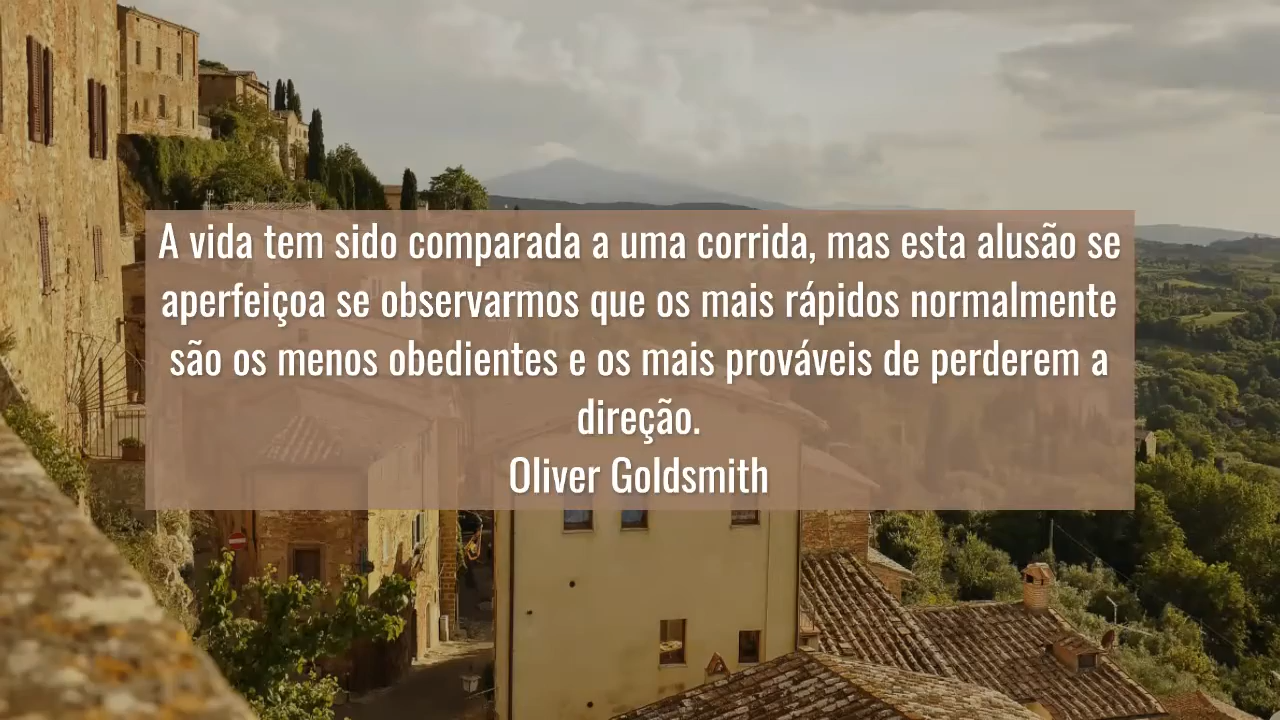 A vida tem sido comparada a uma corrida, mas esta alusão se
aperfeiçoa se observarmos que os mais rápidos normalmente
são os menos obedientes e os mais prováveis de perderem a
direção.
Oliver Goldsmith